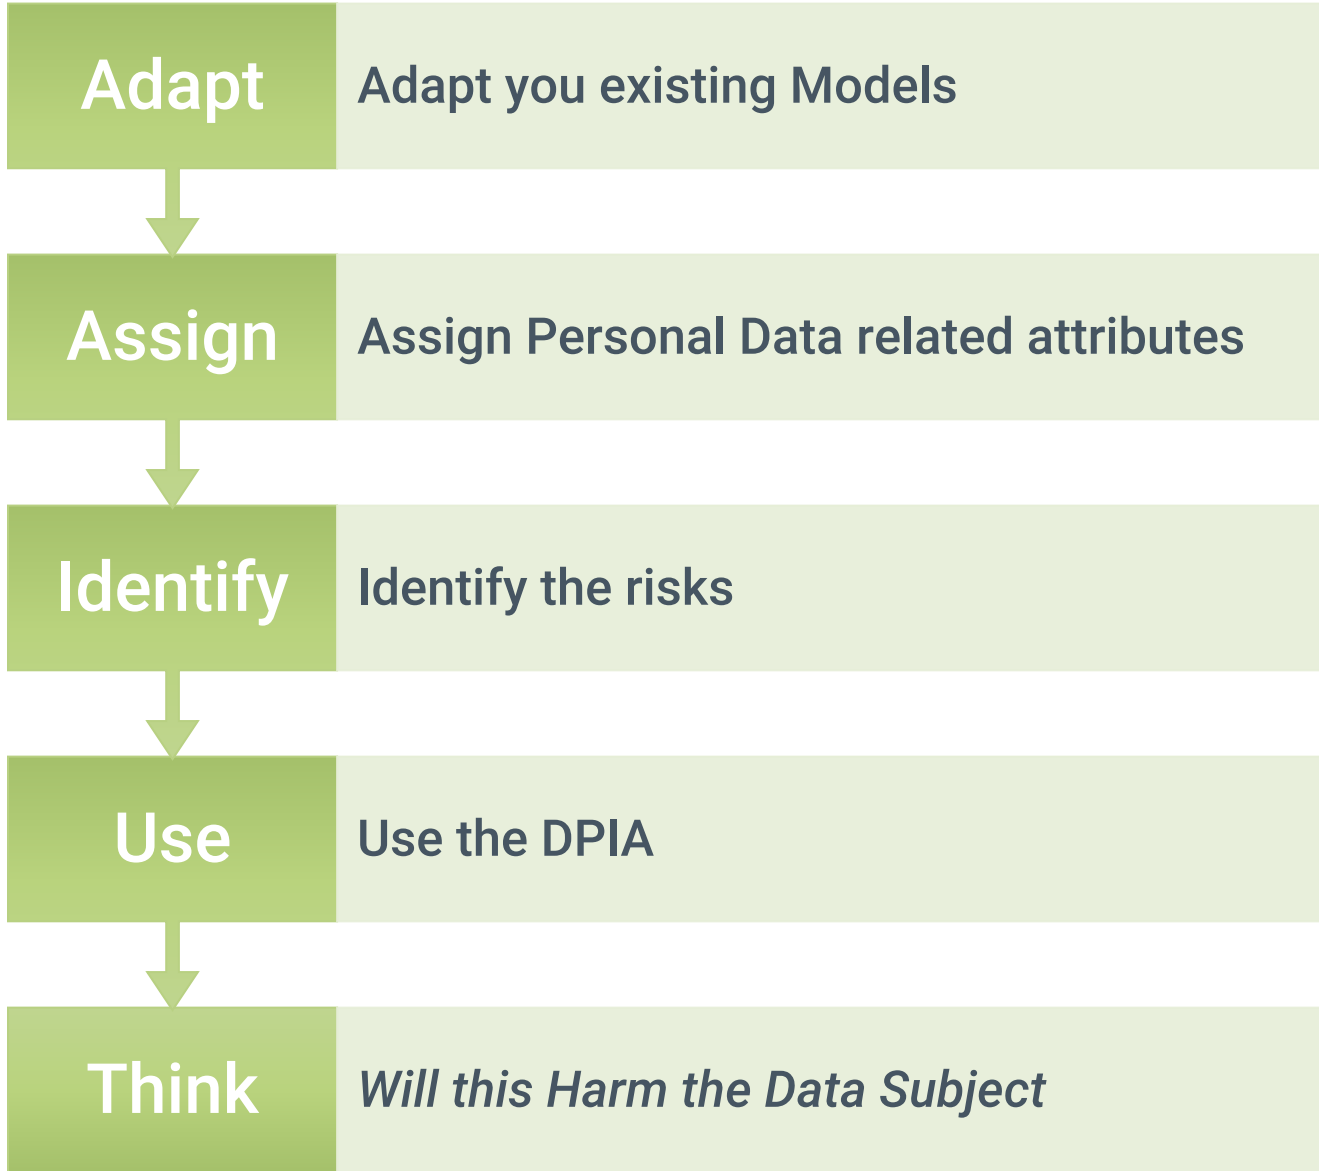 Adapt
Adapt you existing Models
Assign
Assign Personal Data related attributes
Identify
Identify the risks
Use
Use the DPIA
Think
Will this Harm the Data Subject